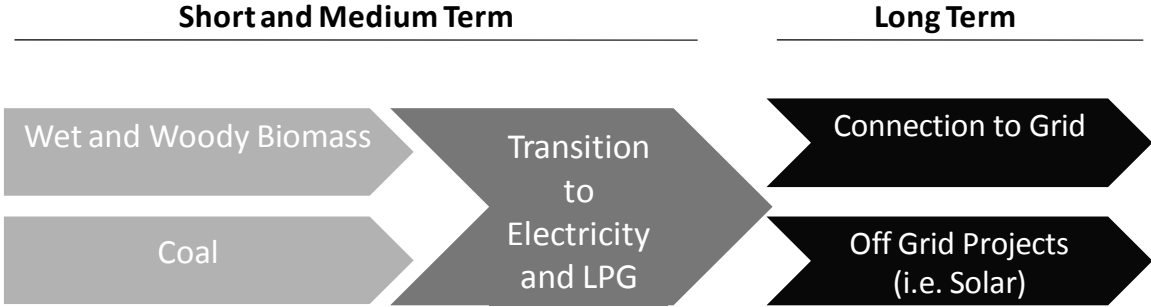 Short and Medium Term
Long Term
Wet and Woody Biomass
Coal
Transition
to
Electricity
and LPG
Connection to Grid
Off Grid Projects
(i.e. Solar)